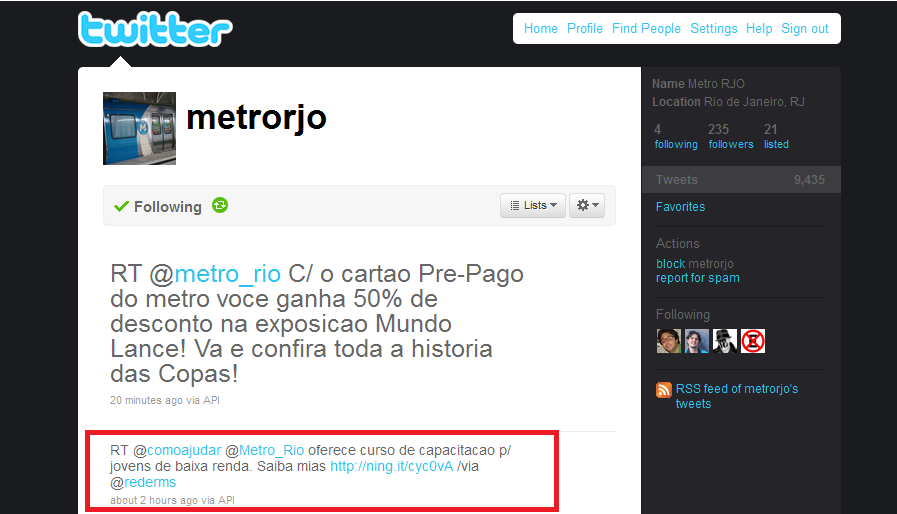 twitter
Home Profile Find People Settings Help Sign out
metrorjo
Following
Lists
RT @metro_rio C/ o cartao Pre-Pago
do metro voce ganha 50% de
desconto na exposicao Mundo
Lance! Va e confira toda a historia
das Copas!
20 minutes ago via API
RT @comoajudar @Metro_Rio oferece curso de capacitacao p/
jovens de baixa renda. Saiba mias http://ning.it/cyc0vA /via
@rederms
about 2 hours ago via API
Name Metro RJO
Location Rio de Janeiro, RJ
4 235 21
following followers listed
Tweets 9,435
Favorites
Actions
block metrorjo
report for spam
Following
RSS feed of metrorjo's
tweets